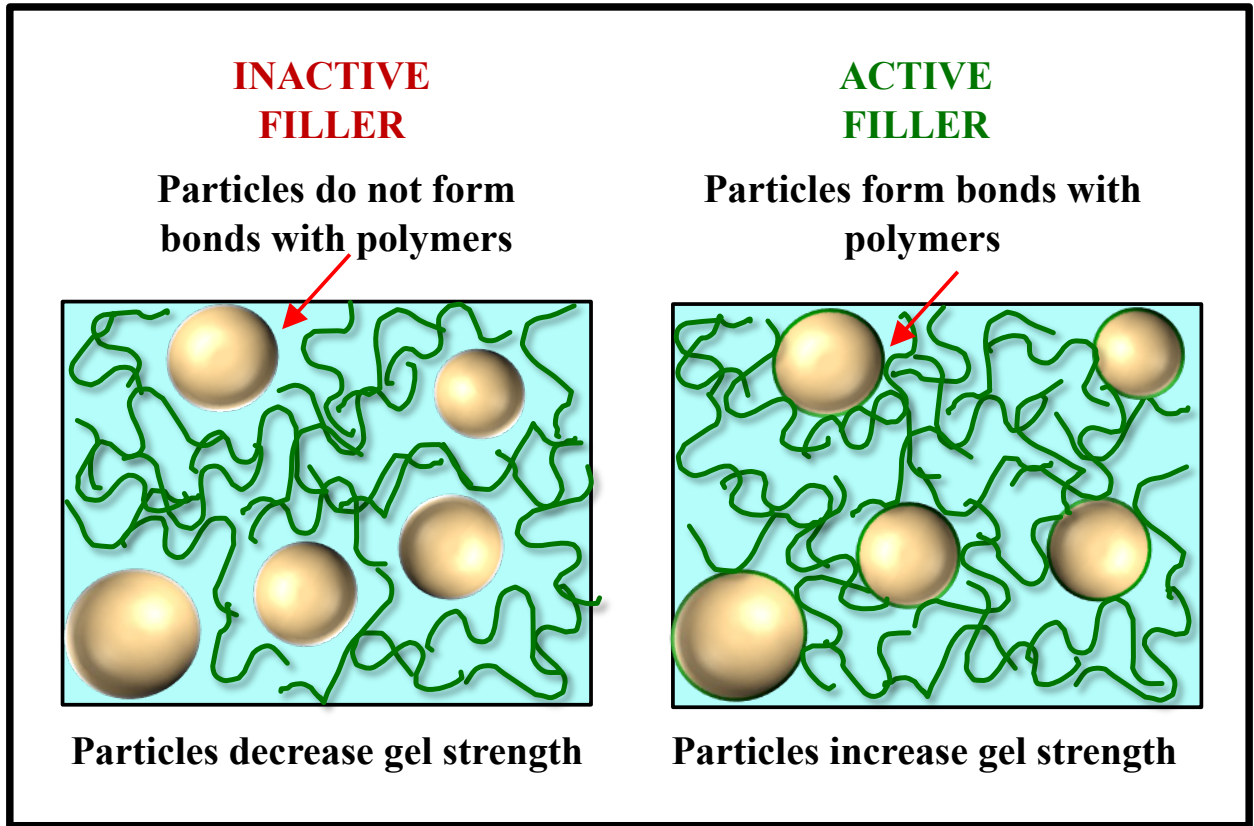 INACTIVE
FILLER
Particles do not form
bonds with polymers
Particles decrease gel strength
ACTIVE
FILLER
Particles form bonds with
polymers
Particles increase gel strength